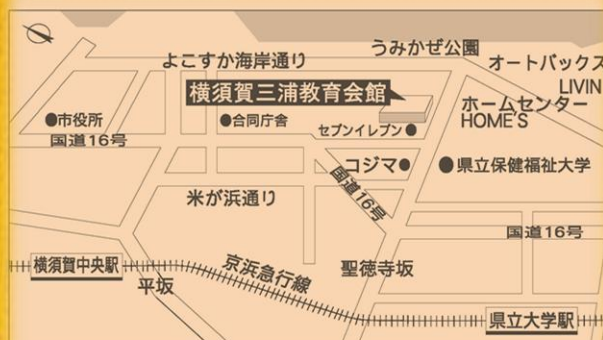 うみかぜ公園
よこすか海岸通り
オートバックス
LIVIN
横須賀三浦教育会館
ホームセンター
HOME'S
●市役所
●合同庁舎
セブンイレブン●
国道16号
コジマ●
●県立保健福祉大学
国道16号
米が浜通り
国道16号
横須賀中央駅
京浜急行線
聖徳寺坂
平坂
県立大学駅